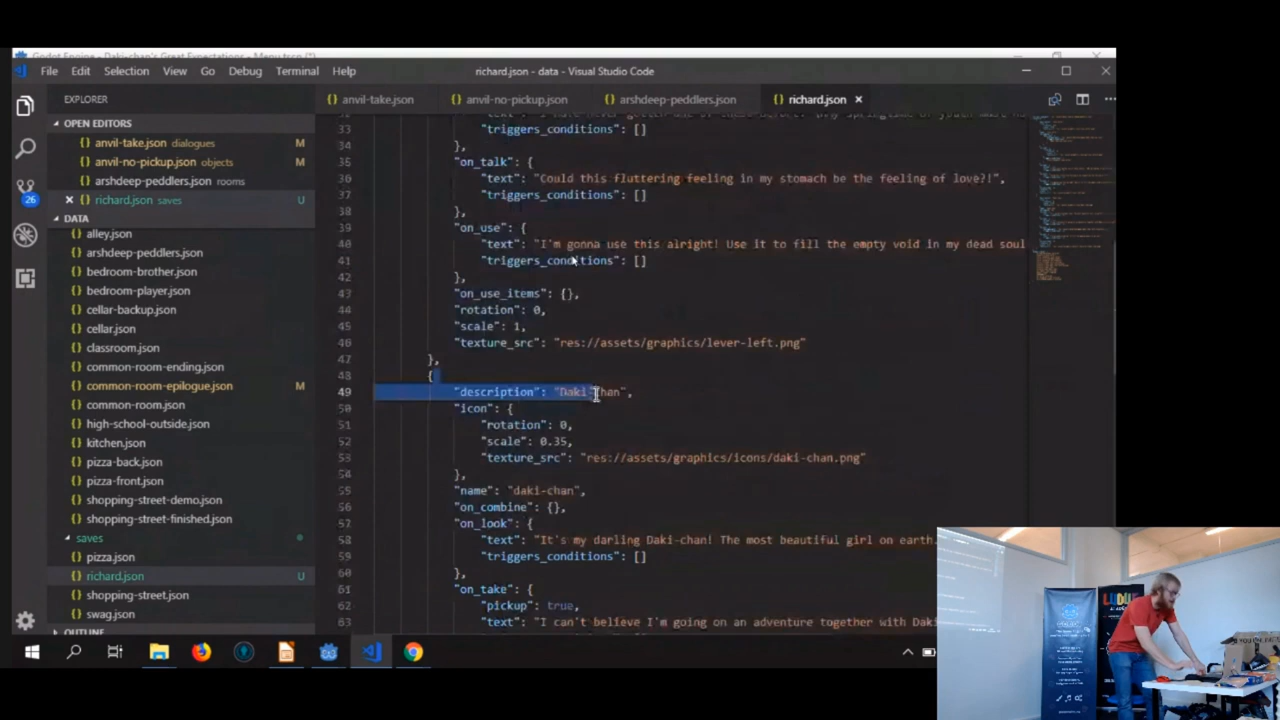 Godot Engine - Daki-chan's Great Expectations - Menu.tscn (*)
File Edit Selection View Go Debug Terminal Help
richard.json - data - Visual Studio Code
EXPLORER
anvil-take.json
anvil-no-pickup.json
arshdeep-peddlers.json
richard.json
OPEN EDITORS
anvil-take.json dialogues M
anvil-no-pickup.json objects M
arshdeep-peddlers.json rooms
richard.json saves U
26
DATA
alley.json
arshdeep-peddlers.json
bedroom-brother.json
bedroom-player.json
cellar-backup.json
cellar.json
classroom.json
common-room-ending.json
common-room-epilogue.json M
common-room.json
high-school-outside.json
kitchen.json
pizza-back.json
pizza-front.json
shopping-street-demo.json
shopping-street-finished.json
saves
pizza.json
richard.json U
shopping-street.json
swag.json
OUTLINE
33 "triggers_conditions": []
34 },
35 "on_talk": {
36 "text": "Could this fluttering feeling in my stomach be the feeling of love?!",
37 "triggers_conditions": []
38 },
39 "on_use": {
40 "text": "I'm gonna use this alright! Use it to fill the empty void in my dead soul
41 "triggers_conditions": []
42 },
43 "on_use_items": {},
44 "rotation": 0,
45 "scale": 1,
46 "texture_src": "res://assets/graphics/lever-left.png"
47 },
48 {
49 "description": "Daki-chan",
50 "icon": {
51 "rotation": 0,
52 "scale": 0.35,
53 "texture_src": "res://assets/graphics/icons/daki-chan.png"
54 },
55 "name": "daki-chan",
56 "on_combine": {},
57 "on_look": {
58 "text": "It's my darling Daki-chan! The most beautiful girl on earth.
59 "triggers_conditions": []
60 },
61 "on_take": {
62 "pickup": true,
63 "text": "I can't believe I'm going on an adventure together with Daki